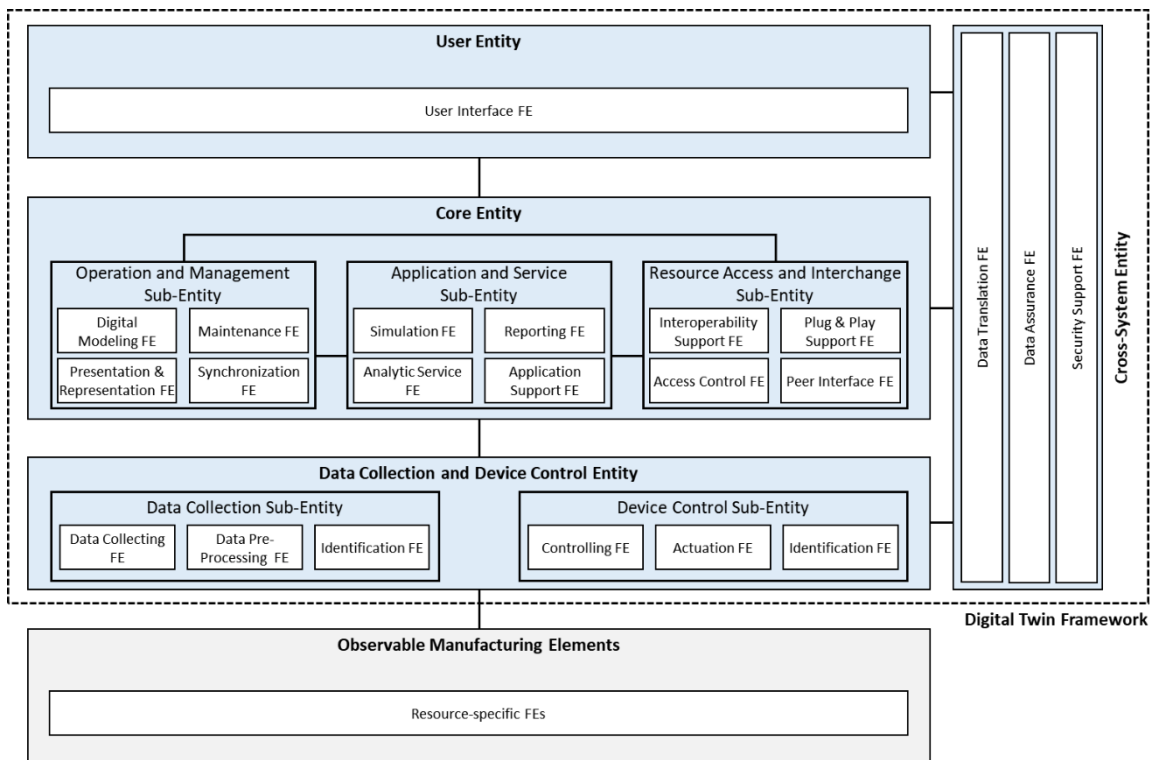 User Entity
User Interface FE
Core Entity
Operation and Management
Sub-Entity
Digital
Modeling FE
Maintenance FE
Presentation &
Representation FE
Synchronization
FE
Application and Service
Sub-Entity
Simulation FE
Reporting FE
Analytic Service
FE
Application
Support FE
Resource Access and Interchange
Sub-Entity
Interoperability
Support FE
Plug & Play
Support FE
Access Control FE
Peer Interface FE
Data Collection and Device Control Entity
Data Collection Sub-Entity
Data Collecting
FE
Data Pre-
Processing FE
Identification FE
Device Control Sub-Entity
Controlling FE
Actuation FE
Identification FE
Data Translation FE
Data Assurance FE
Security Support FE
Cross-System Entity
Digital Twin Framework
Observable Manufacturing Elements
Resource-specific FEs